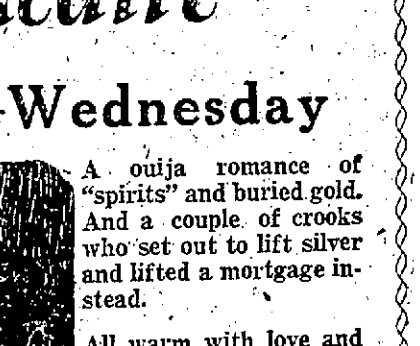 -Wednesday
A ouija romance of
"spirits" and buried gold.
And a couple of crooks
who set out to lift silver
and lifted a mortgage in-
stead.
All warm with love and